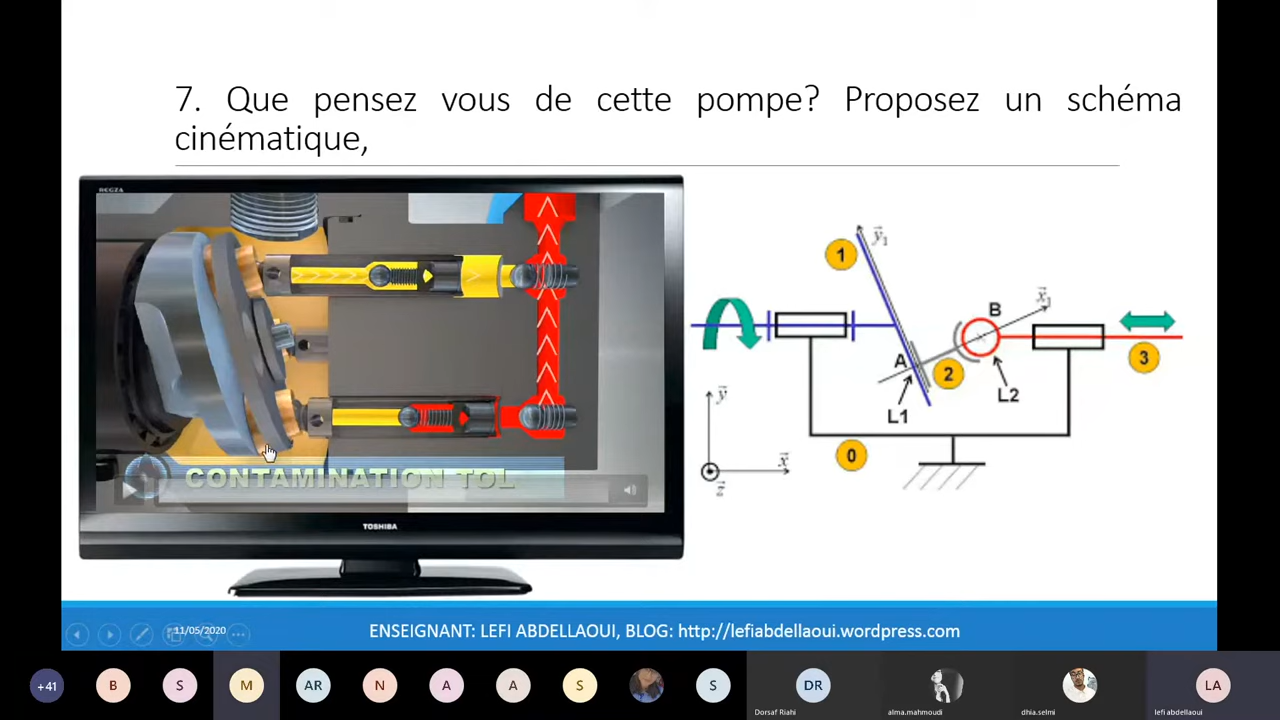 7. Que pensez vous de cette pompe? Proposez un schéma
cinématique,
REGZA
CONTAMINATION TOL
TOSHIBA
1
y₁
x₁
B
A
2
3
L1
L2
y
x
z
0
11/05/2020
ENSEIGNANT: LEFI ABDELLAOUI, BLOG: http://lefiabdellaoui.wordpress.com
+41
B
S
M
AR
N
A
A
S
S
DR
LA
Dorsaf Riahi
alma.mahmoudi
dhia.selmi
lefi abdellaoui